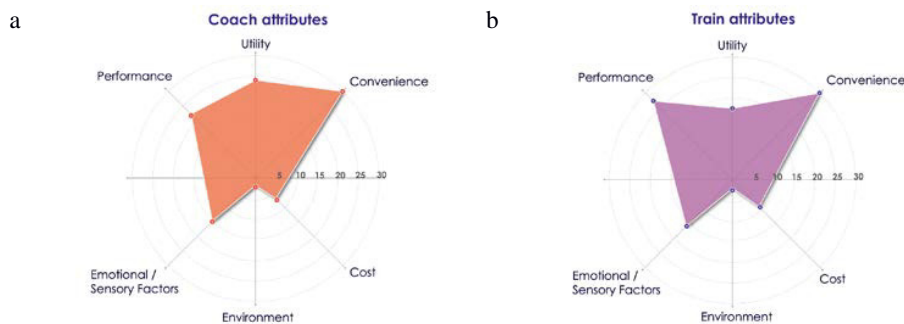 a
Coach attributes
Utility
Performance
Convenience
5 10 15 20 25 30
Emotional /
Sensory Factors
Cost
Environment
b
Train attributes
Utility
Performance
Convenience
5 10 15 20 25 30
Emotional /
Sensory Factors
Cost
Environment